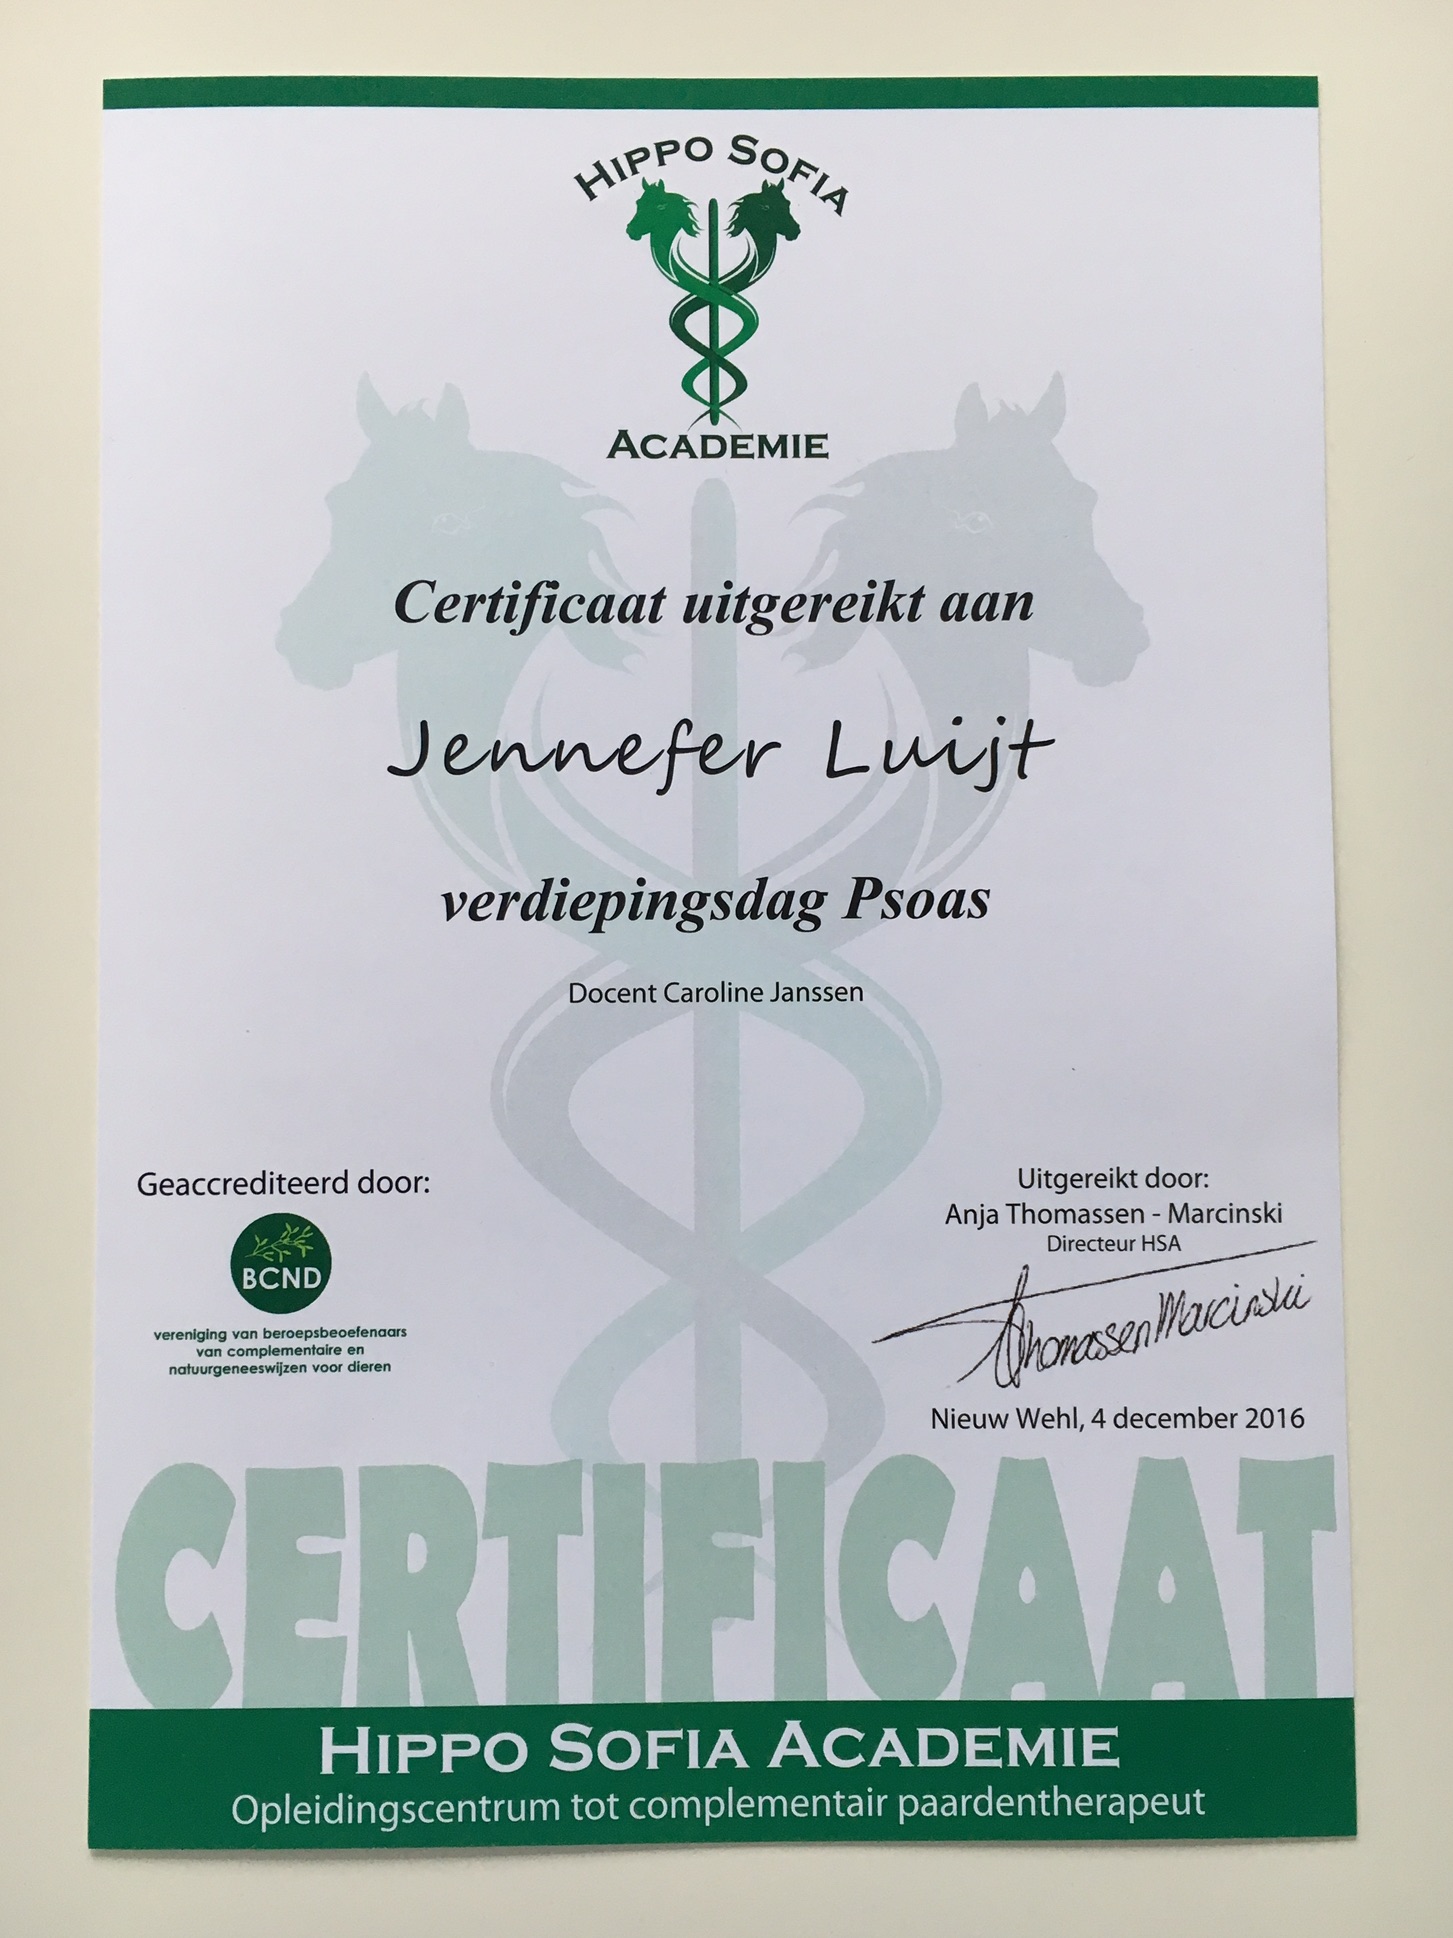 HIPPO SOFIA
ACADEMIE
Certificaat uitgereikt aan
Jennefer Luijt
verdiepingsdag Psoas
Docent Caroline Janssen
Geaccrediteerd door:
BCND
vereniging van beroepsbeoefenaars
van complementaire en
natuurgeneeswijzen voor dieren
Uitgereikt door:
Anja Thomassen - Marcinski
Directeur HSA
AThomassenMarcinski
Nieuw Wehl, 4 december 2016
CERTIFICAAT
HIPPO SOFIA ACADEMIE
Opleidingscentrum tot complementair paardentherapeut